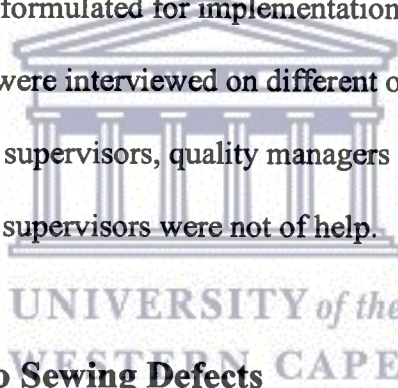 formulated for implementation
were interviewed on different o
supervisors, quality managers
supervisors were not of help.
UNIVERSITY of the
o Sewing Defects
WESTERN CAPE